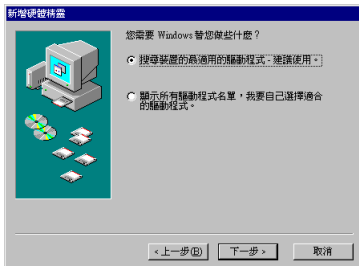 新增硬體精靈
您需要 Windows 替您做些什麼？
搜尋裝置的最適用的驅動程式 - 建議使用。
顯示所有驅動程式名單，我要自己選擇適合
的驅動程式。
<上一步(B)
下一步>
取消